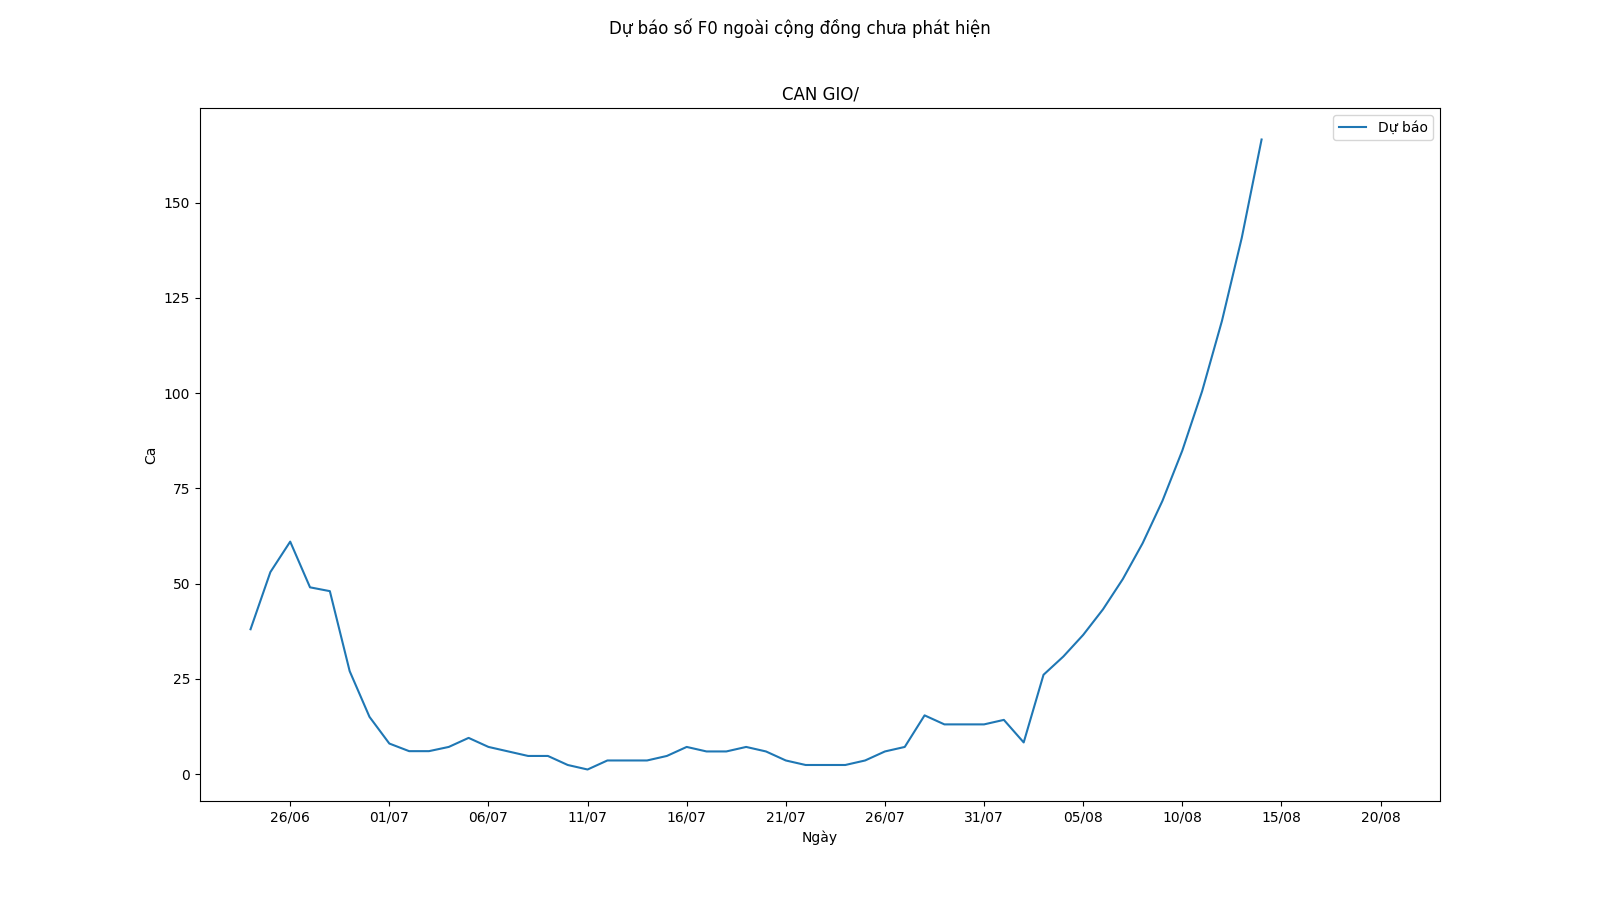 Dự báo số F0 ngoài cộng đồng chưa phát hiện
CAN GIO/
Dự báo
150
125
100
75
50
25
0
Ca
26/06 01/07 06/07 11/07 16/07 21/07 26/07 31/07 05/08 10/08 15/08 20/08
Ngày